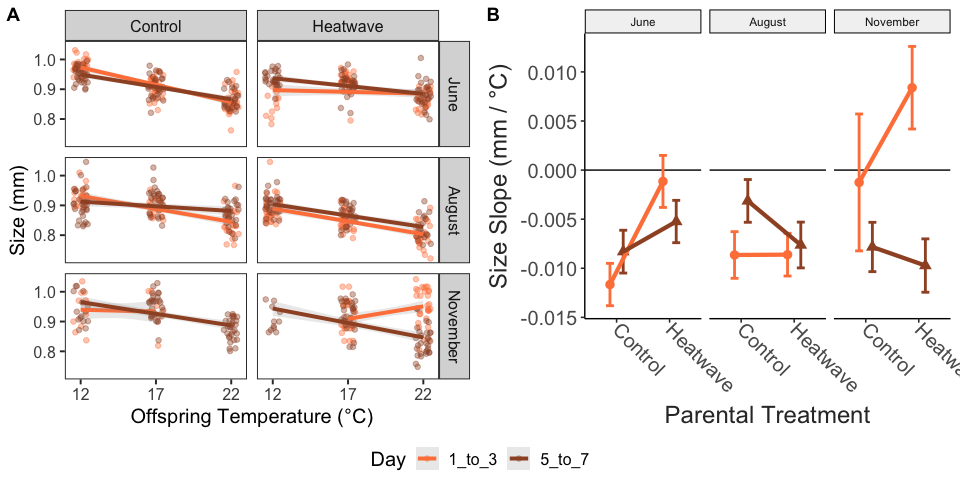 A
Control Heatwave
1.0
0.9
0.8
June
1.0
0.9
0.8
August
1.0
0.9
0.8
November
Size (mm)
12 17 22 12 17 22
Offspring Temperature (°C)
B
June August November
0.010
0.005
0.000
-0.005
-0.010
-0.015
Size Slope (mm / °C)
Control Heatwave Control Heatwave Control Heatwa
Parental Treatment
Day 1_to_3 5_to_7